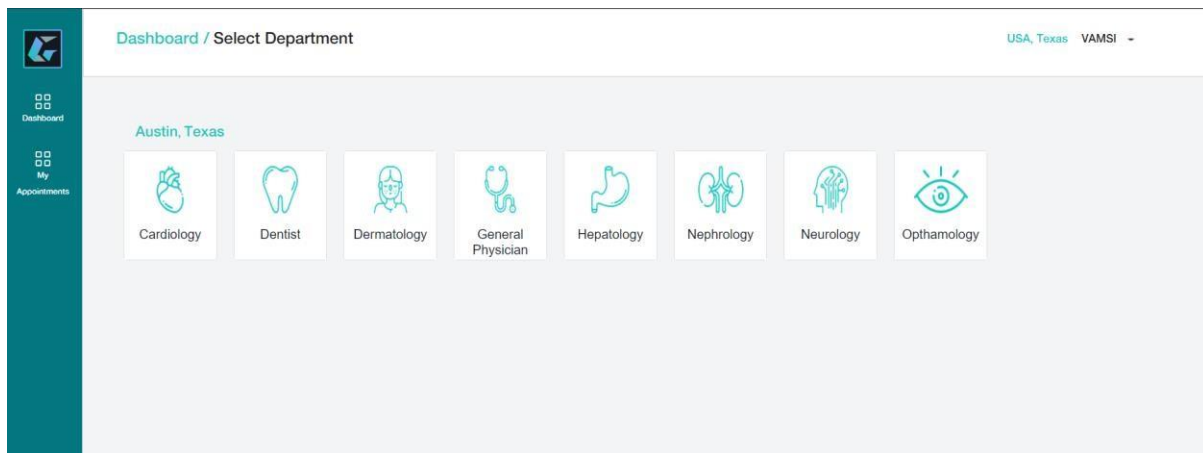 Dashboard / Select Department
USA, Texas VAMSI
Dashboard
My
Appointments
Austin, Texas
Cardiology
Dentist
Dermatology
General
Physician
Hepatology
Nephrology
Neurology
Opthamology